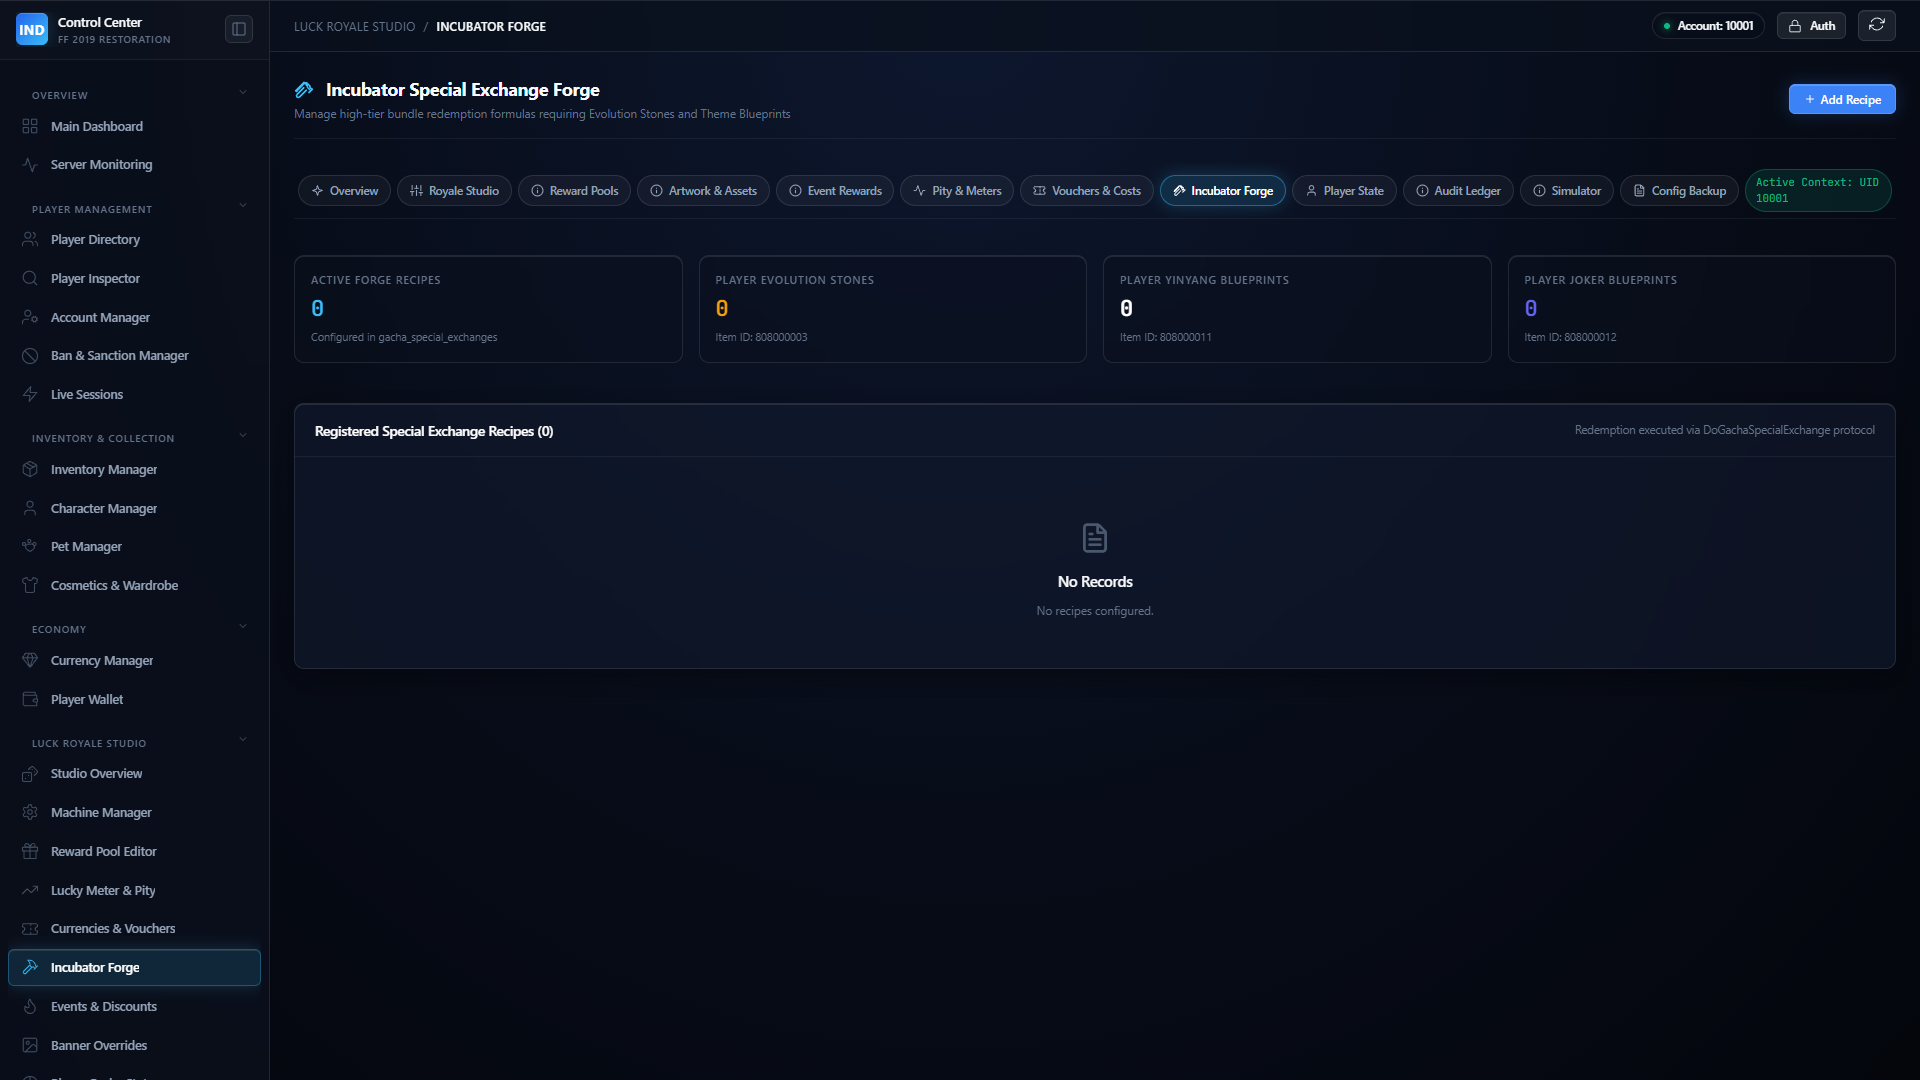 IND
Control Center
FF 2019 RESTORATION
OVERVIEW
Main Dashboard
Server Monitoring
PLAYER MANAGEMENT
Player Directory
Player Inspector
Account Manager
Ban & Sanction Manager
Live Sessions
INVENTORY & COLLECTION
Inventory Manager
Character Manager
Pet Manager
Cosmetics & Wardrobe
ECONOMY
Currency Manager
Player Wallet
LUCK ROYALE STUDIO
Studio Overview
Machine Manager
Reward Pool Editor
Lucky Meter & Pity
Currencies & Vouchers
Incubator Forge
Events & Discounts
Banner Overrides
LUCK ROYALE STUDIO / INCUBATOR FORGE
Account: 10001
Auth
Incubator Special Exchange Forge
Manage high-tier bundle redemption formulas requiring Evolution Stones and Theme Blueprints
+ Add Recipe
Overview
Royale Studio
Reward Pools
Artwork & Assets
Event Rewards
Pity & Meters
Vouchers & Costs
Incubator Forge
Player State
Audit Ledger
Simulator
Config Backup
Active Context: UID
10001
ACTIVE FORGE RECIPES
0
Configured in gacha_special_exchanges
PLAYER EVOLUTION STONES
0
Item ID: 808000003
PLAYER YINYANG BLUEPRINTS
0
Item ID: 808000011
PLAYER JOKER BLUEPRINTS
0
Item ID: 808000012
Registered Special Exchange Recipes (0)
Redemption executed via DoGachaSpecialExchange protocol
No Records
No recipes configured.